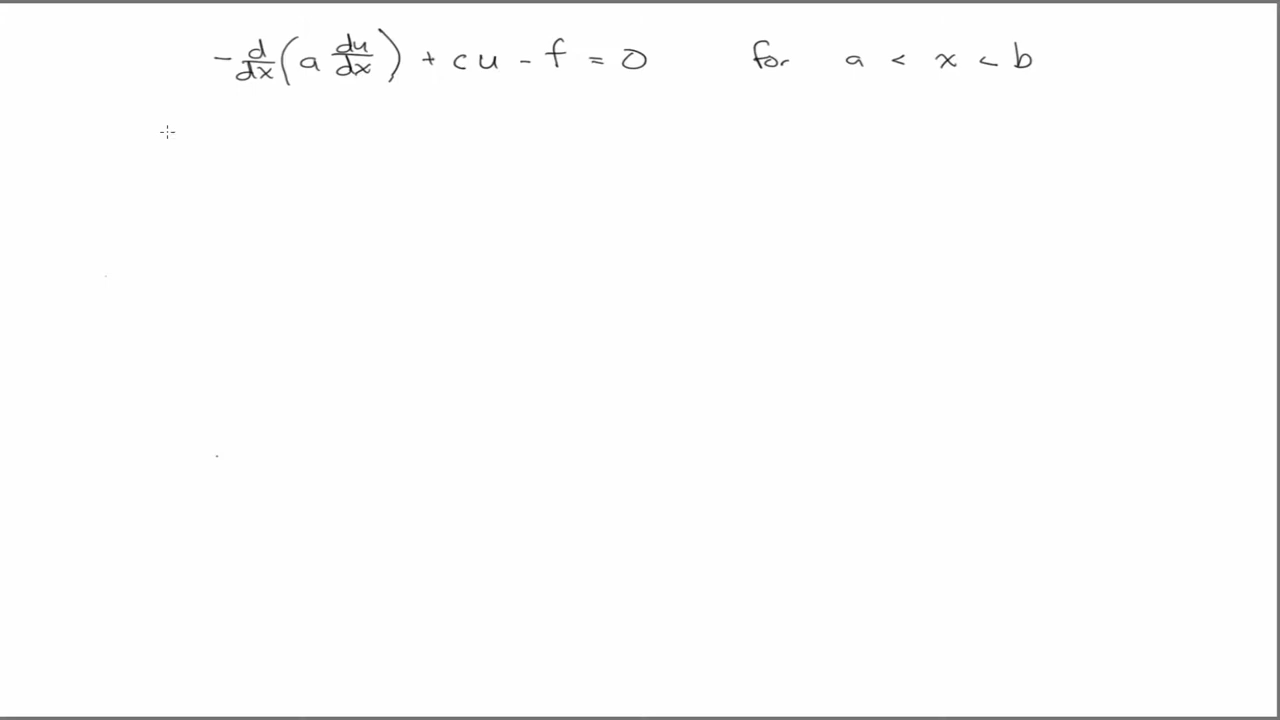 -d/dx(a du/dx) + cu - f = 0 for a < x < b